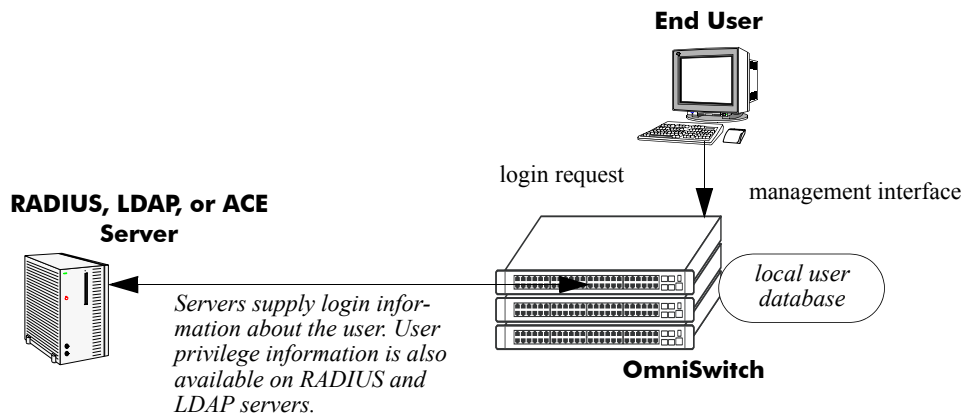 End User
login request
management interface
RADIUS, LDAP, or ACE
Server
local user
database
Servers supply login infor-
mation about the user. User
privilege information is also
available on RADIUS and
LDAP servers.
OmniSwitch